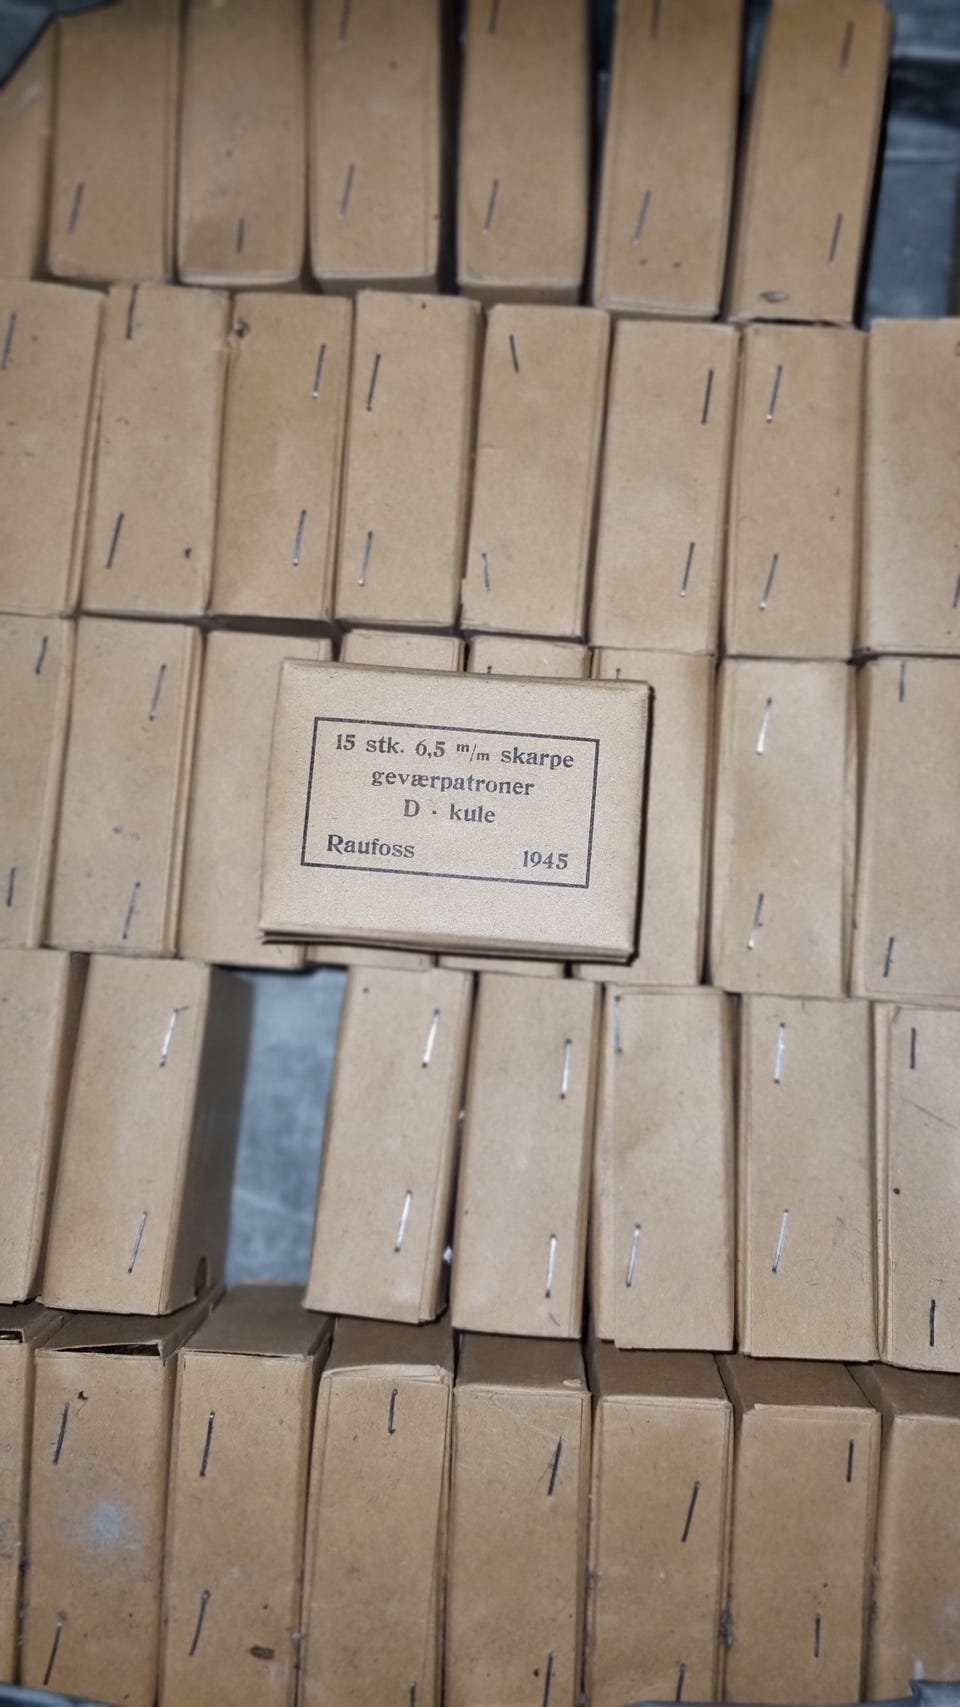 15 stk. 6,5 m/m skarpe
geværpatroner
D · kule
Raufoss 1945